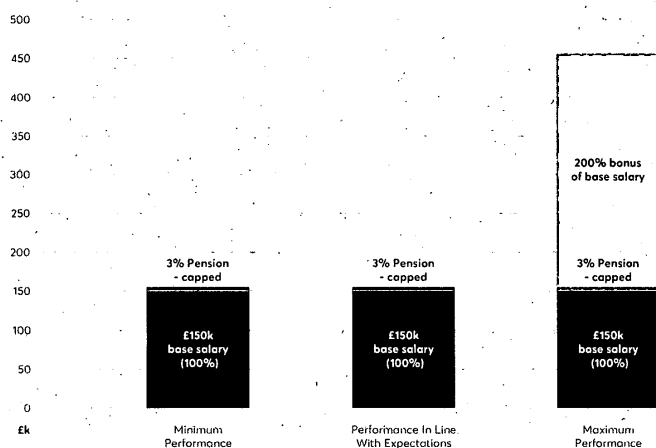 500
450
400
350
300
250
200
150
100
50
0
£k
3% Pension
- capped
£150k
base salary
(100%)
Minimum
Performance
3% Pension
- capped
£150k
base salary
(100%)
Performance In Line
With Expectations
200% bonus
of base salary
3% Pension
- capped
£150k
base salary
(100%)
Maximum
Performance